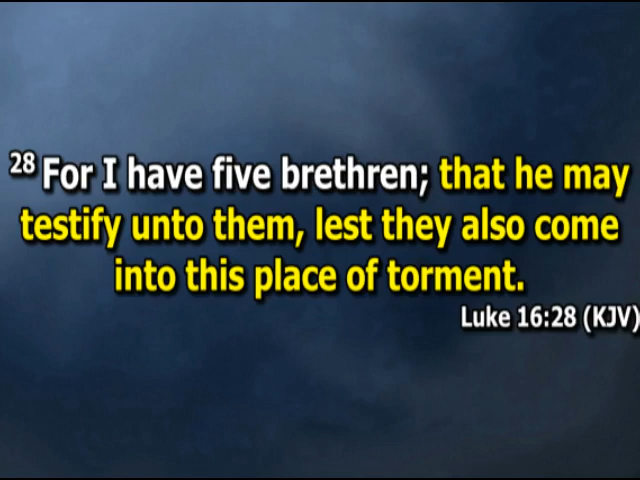 28 For I have five brethren; that he may
testify unto them, lest they also come
into this place of torment.
Luke 16:28 (KJV)